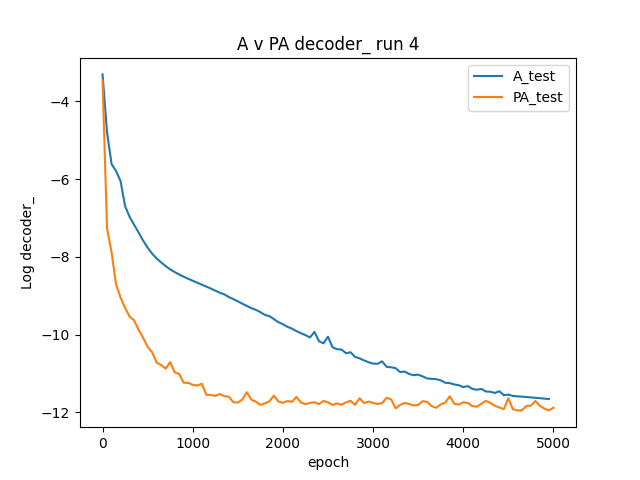 A v PA decoder_ run 4
A_test
PA_test
Log decoder_
−4
−6
−8
−10
−12
0
1000
2000
3000
4000
5000
epoch